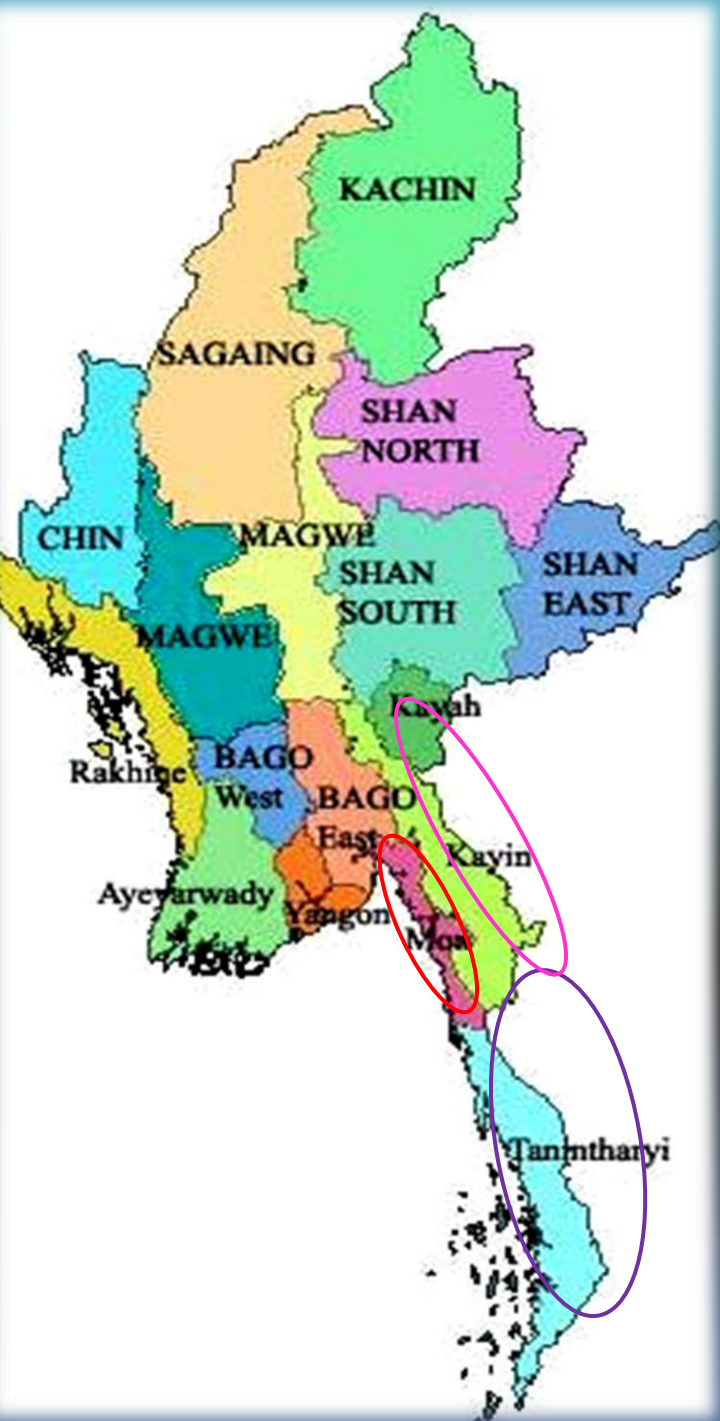 KACHIN
SAGAING
SHAN
NORTH
CHIN
MAGWE
SHAN
SOUTH
SHAN
EAST
MAGWE
Kayah
Rakhine
BAGO
West
BAGO
East
Kayin
Ayeyarwady
Yangon
Mon
Tanintharyi